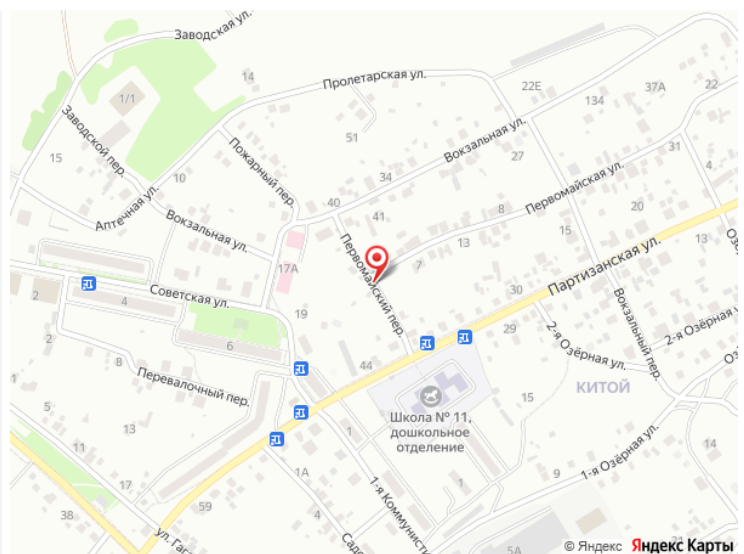 Заводская ул.
14
Пролетарская ул.
22Е
37А
1/1
134
Заводской пер.
51
Вокзальная ул.
15
Пожарный пер.
27
31
4
10
34
Первомайская ул.
Аптечная ул.
40
8
20
Вокзальная ул.
41
15
Первомайский пер.
13
Партизанская ул.
13
17А
7
2
4
Советская ул.
30
19
29
2-я Озёрная ул.
Вокзальный пер.
2-я Озёрная у
6
8
44
Перевалочный пер.
5
КИТОЙ
Школа № 11,
дошкольное
отделение
15
1-я Озёрная ул.
11
13
17
1
14
1А
9
1
1-я Коммунисти
59
38
4
ул. Гаг
Садо
5А
© Яндекс Яндекс Карты